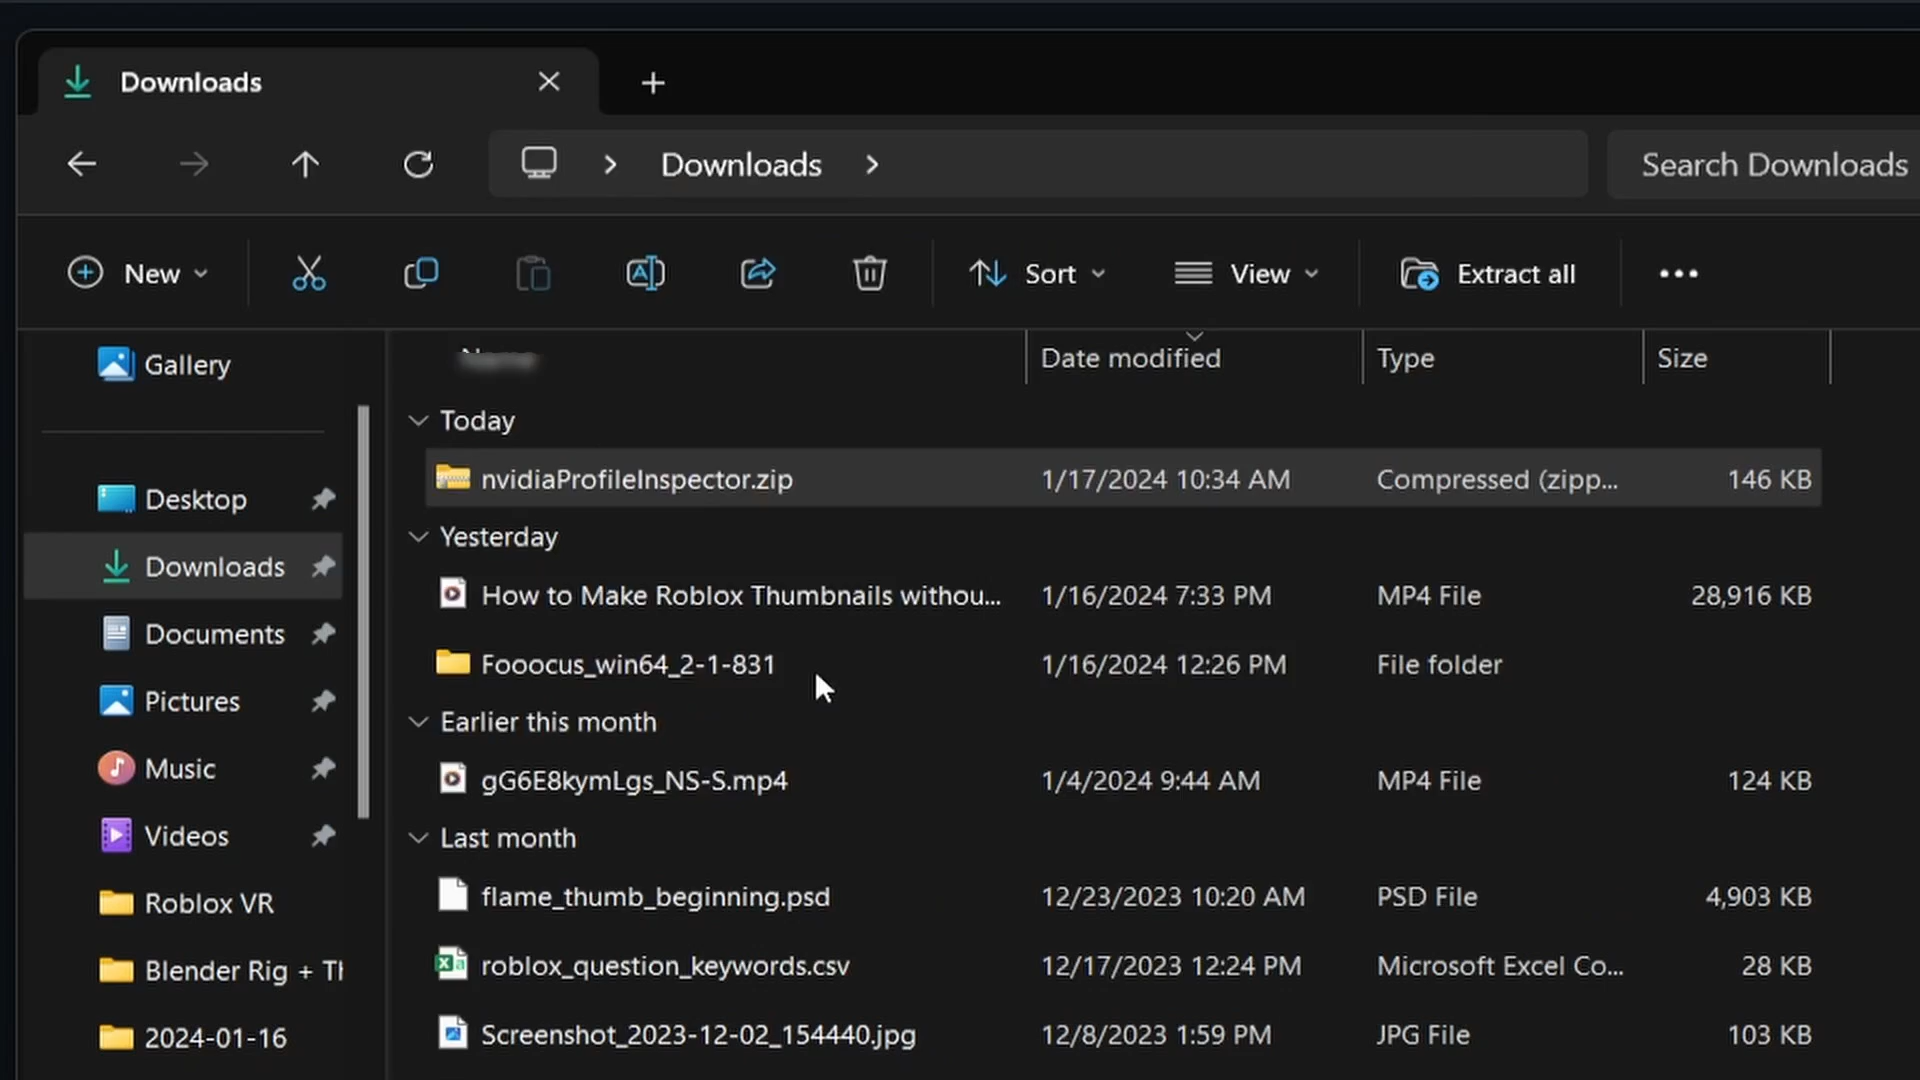 Downloads
Downloads
Search Downloads
New
Sort
View
Extract all
Gallery
Desktop
Downloads
Documents
Pictures
Music
Videos
Roblox VR
Blender Rig + Th
2024-01-16
Name Date modified Type Size
Today
nvidiaProfileInspector.zip 1/17/2024 10:34 AM Compressed (zipp... 146 KB
Yesterday
How to Make Roblox Thumbnails withou... 1/16/2024 7:33 PM MP4 File 28,916 KB
Fooocus_win64_2-1-831 1/16/2024 12:26 PM File folder
Earlier this month
gG6E8kymLgs_NS-S.mp4 1/4/2024 9:44 AM MP4 File 124 KB
Last month
flame_thumb_beginning.psd 12/23/2023 10:20 AM PSD File 4,903 KB
roblox_question_keywords.csv 12/17/2023 12:24 PM Microsoft Excel Co... 28 KB
Screenshot_2023-12-02_154440.jpg 12/8/2023 1:59 PM JPG File 103 KB